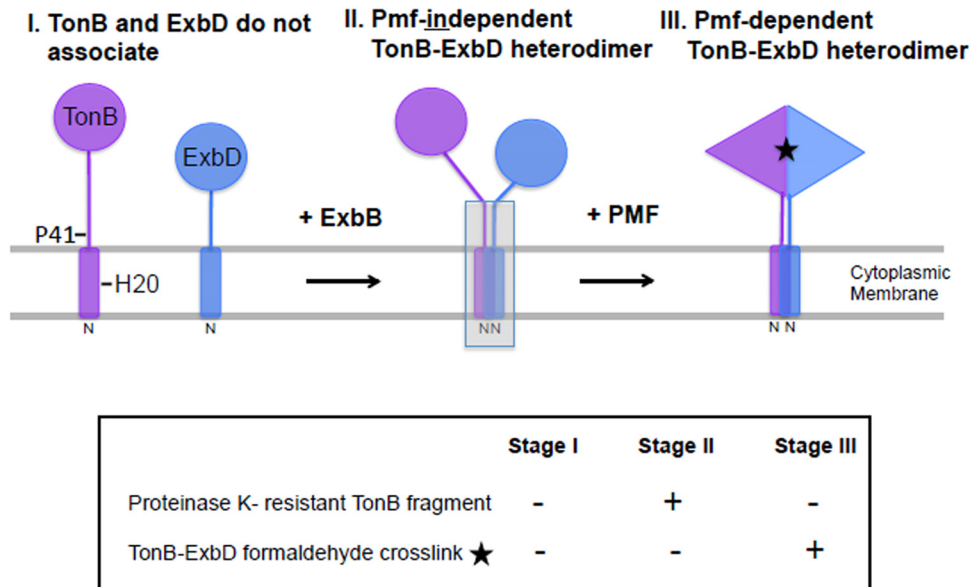 I. TonB and ExbD do not
associate
II. Pmf-independent
TonB-ExbD heterodimer
III. Pmf-dependent
TonB-ExbD heterodimer
TonB
ExbD
P41
H20
+ ExbB
+ PMF
Cytoplasmic
Membrane
N
N
NN
N N
Stage I Stage II Stage III
Proteinase K- resistant TonB fragment - + -
TonB-ExbD formaldehyde crosslink ★ - - +